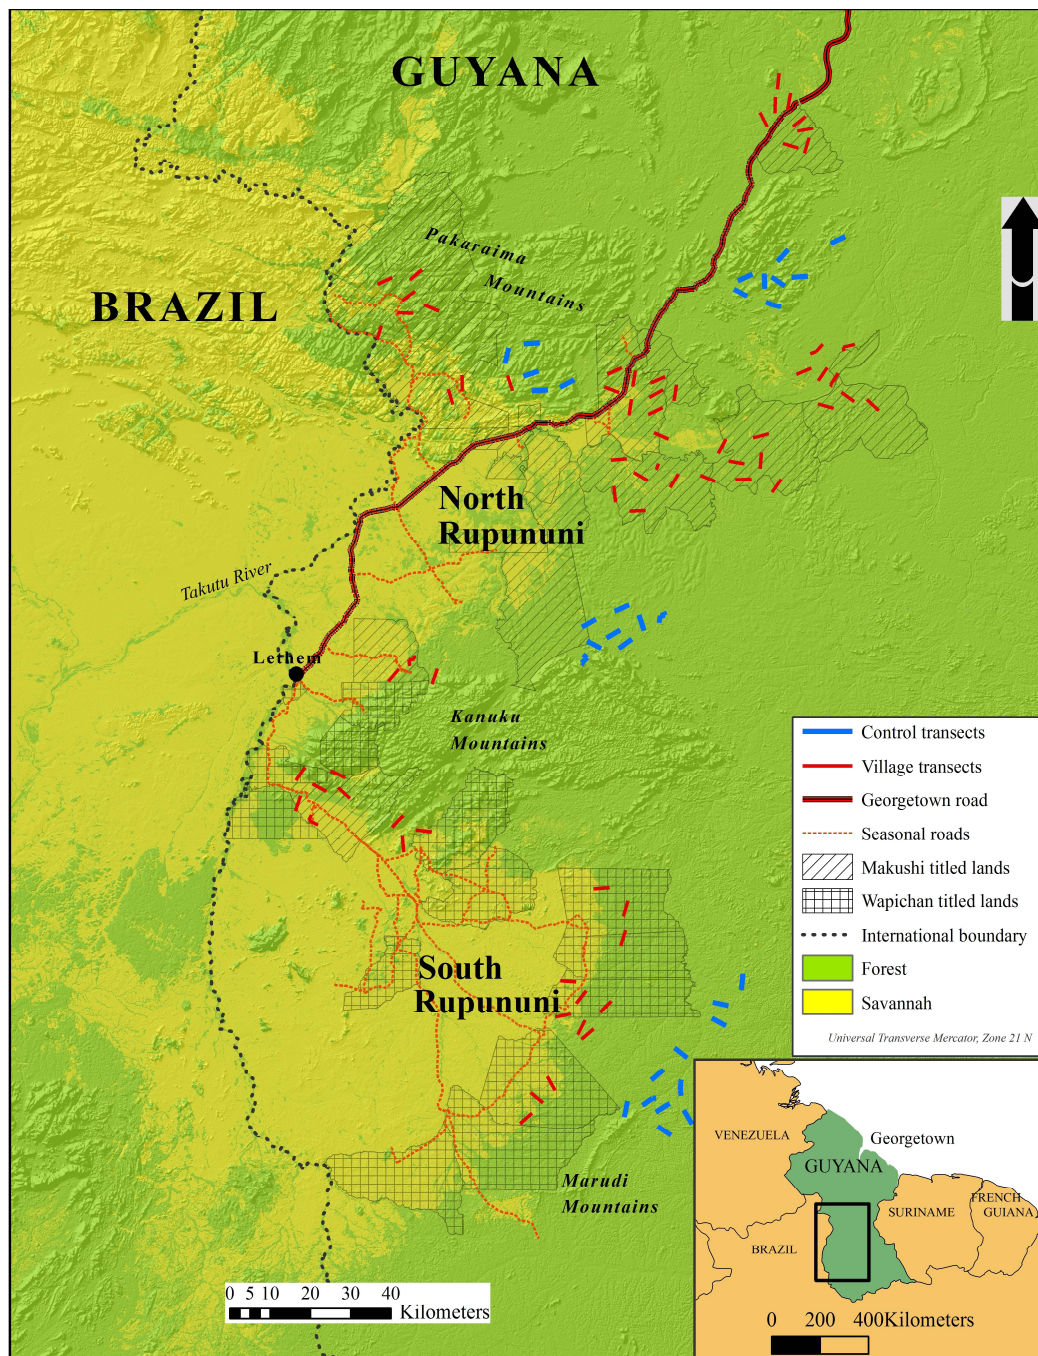 GUYANA
BRAZIL
Pakaraima
Mountains
North
Rupununi
Takutu River
Lethem
Kanuku
Mountains
South
Rupununi
Marudi
Mountains
Control transects
Village transects
Georgetown road
Seasonal roads
Makushi titled lands
Wapichan titled lands
International boundary
Forest
Savannah
Universal Transverse Mercator, Zone 21 N
VENEZUELA
Georgetown
GUYANA
SURINAME
FRENCH
GUIANA
BRAZIL
0 200 400Kilometers
0 5 10 20 30 40
Kilometers